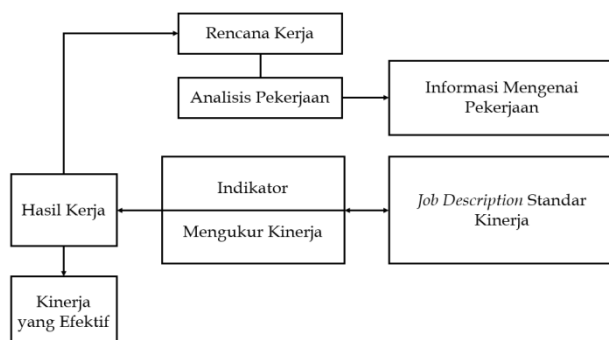 Rencana Kerja
Analisis Pekerjaan
Informasi Mengenai
Pekerjaan
Hasil Kerja
Indikator
Mengukur Kinerja
Job Description Standar
Kinerja
Kinerja
yang Efektif